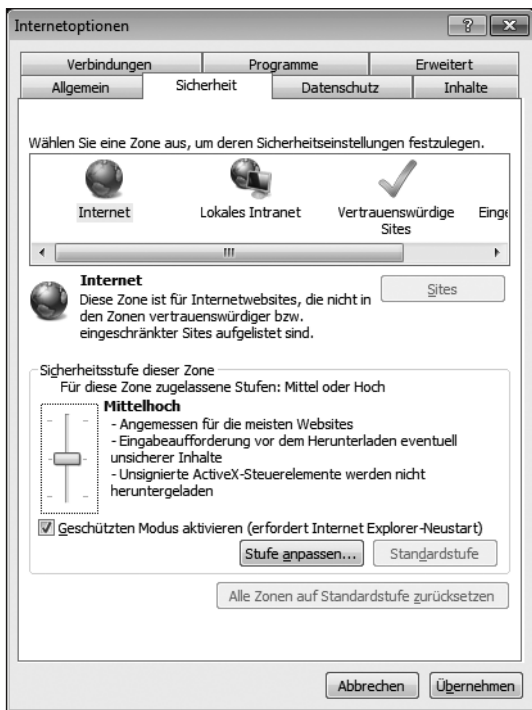 Internetoptionen
Verbindungen Programme Erweitert
Allgemein Sicherheit Datenschutz Inhalte
Wählen Sie eine Zone aus, um deren Sicherheitseinstellungen festzulegen.
Internet Lokales Intranet Vertrauenswürdige Einge
Sites
Internet
Sites
Diese Zone ist für Internetwebsites, die nicht in
den Zonen vertrauenswürdiger bzw.
eingeschränkter Sites aufgelistet sind.
Sicherheitsstufe dieser Zone
Für diese Zone zugelassene Stufen: Mittel oder Hoch
Mittelhoch
- Angemessen für die meisten Websites
- Eingabeaufforderung vor dem Herunterladen eventuell
unsicherer Inhalte
- Unsignierte ActiveX-Steuerelemente werden nicht
heruntergeladen
Geschützten Modus aktivieren (erfordert Internet Explorer-Neustart)
Stufe anpassen... Standardstufe
Alle Zonen auf Standardstufe zurücksetzen
Abbrechen Übernehmen